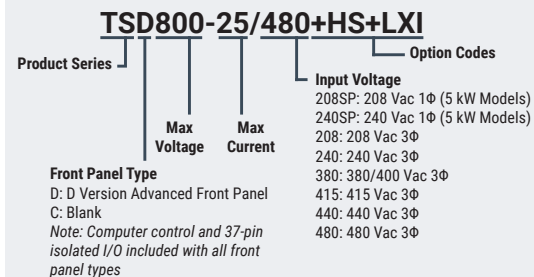 TSD800-25/480+HS+LXI
Product Series
Option Codes
Max
Voltage
Max
Current
Front Panel Type
D: D Version Advanced Front Panel
C: Blank
Note: Computer control and 37-pin
isolated I/O included with all front
panel types
Input Voltage
208SP: 208 Vac 1Φ (5 kW Models)
240SP: 240 Vac 1Φ (5 kW Models)
208: 208 Vac 3Φ
240: 240 Vac 3Φ
380: 380/400 Vac 3Φ
415: 415 Vac 3Φ
440: 440 Vac 3Φ
480: 480 Vac 3Φ